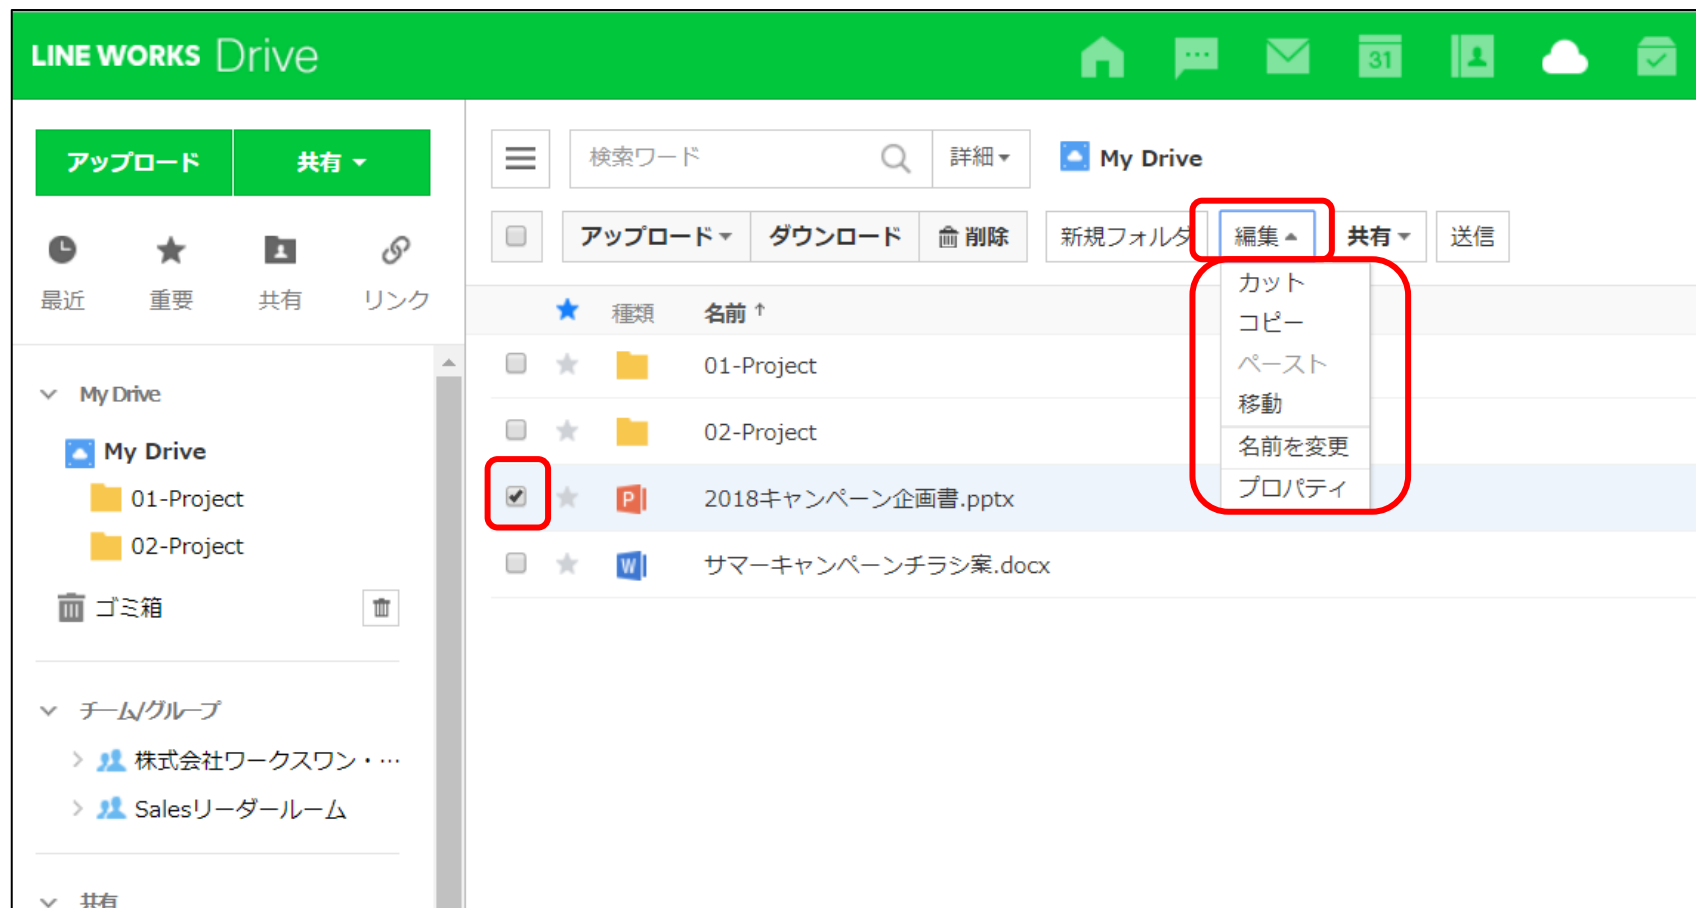 LINE WORKS Drive
31
アップロード 共有
検索ワード 詳細 My Drive
アップロード ダウンロード 削除 新規フォルダ 編集 共有 送信
最近 重要 共有 リンク
カット
コピー
ペースト
移動
名前を変更
プロパティ
種類 名前 ↑
01-Project
02-Project
P 2018キャンペーン企画書.pptx
W サマーキャンペーンチラシ案.docx
My Drive
My Drive
01-Project
02-Project
ゴミ箱
チーム/グループ
株式会社ワークスワン・…
Salesリーダールーム
共有